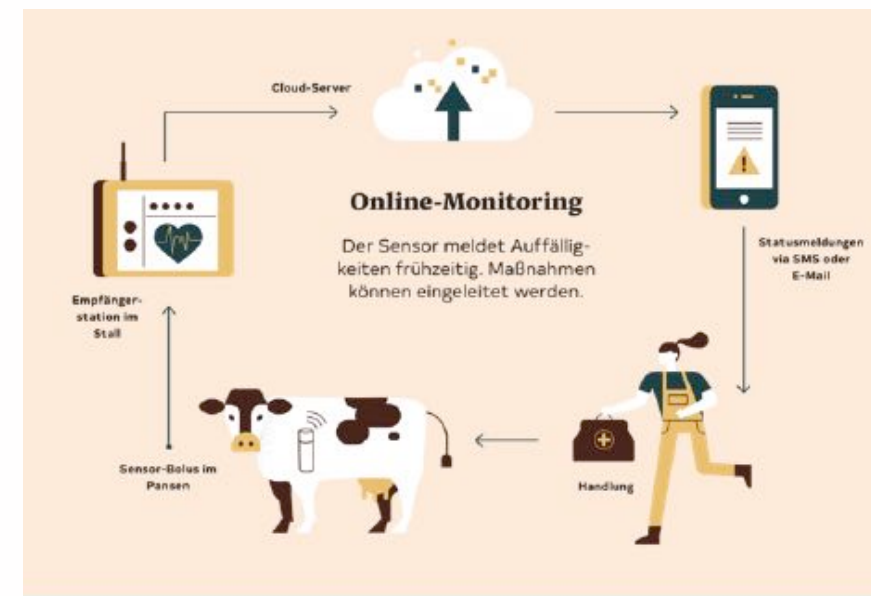 Cloud-Server
Online-Monitoring
Der Sensor meldet Auffällig-
keiten frühzeitig. Maßnahmen
können eingeleitet werden.
Statusmeldungen
via SMS oder
E-Mail
Empfänger-
station im
Stall
Sensor-Bolus im
Pansen
Handlung